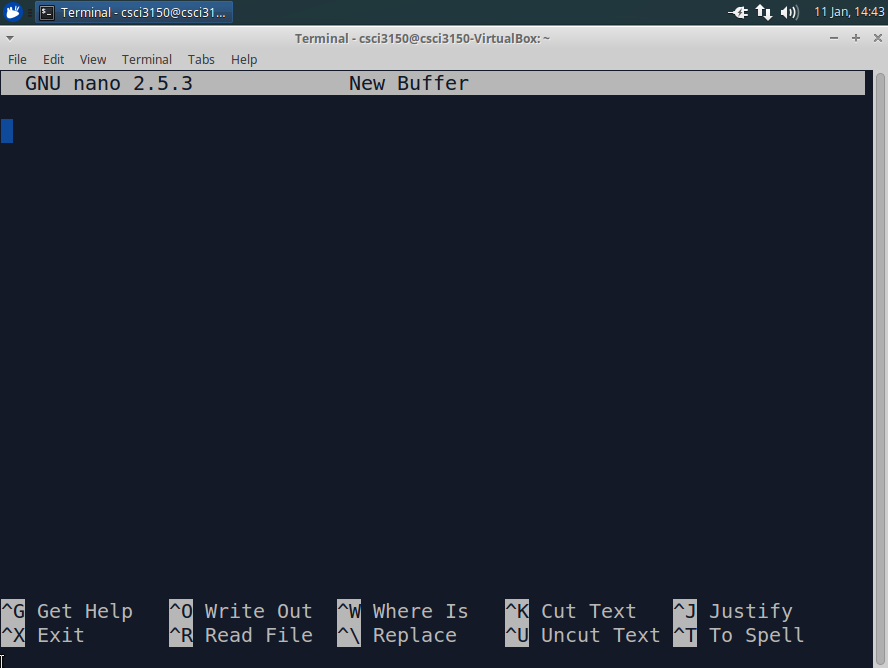 Terminal - csci3150@csci31...
11 Jan, 14:43
Terminal - csci3150@csci3150-VirtualBox: ~
File Edit View Terminal Tabs Help
GNU nano 2.5.3 New Buffer
^G Get Help ^O Write Out ^W Where Is ^K Cut Text ^J Justify
^X Exit ^R Read File ^\ Replace ^U Uncut Text ^T To Spell